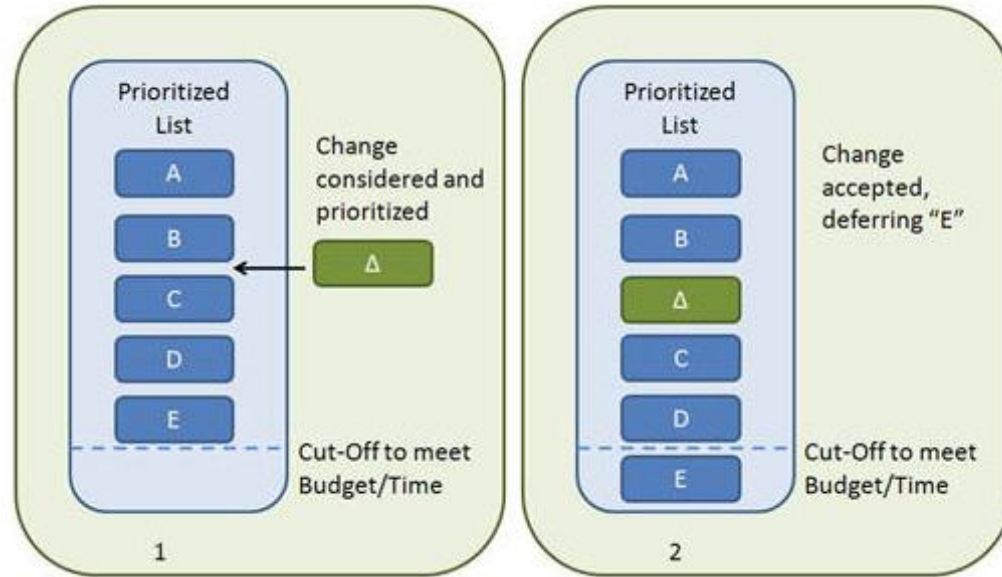 Prioritized
List
A
B
C
D
E
Change
considered and
prioritized
Δ
Cut-Off to meet
Budget/Time
1
Prioritized
List
A
B
Δ
C
D
E
Change
accepted,
deferring “E”
Cut-Off to meet
Budget/Time
2